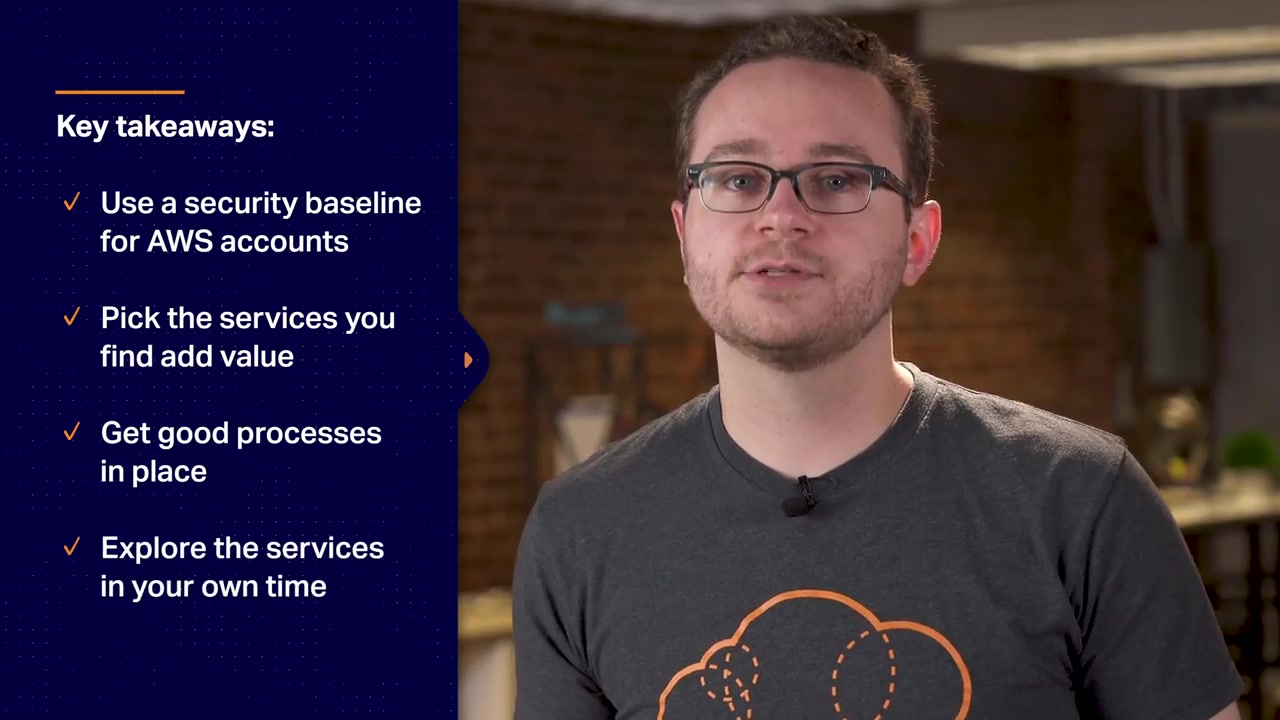 Key takeaways:
✓ Use a security baseline
for AWS accounts
✓ Pick the services you
find add value
✓ Get good processes
in place
✓ Explore the services
in your own time